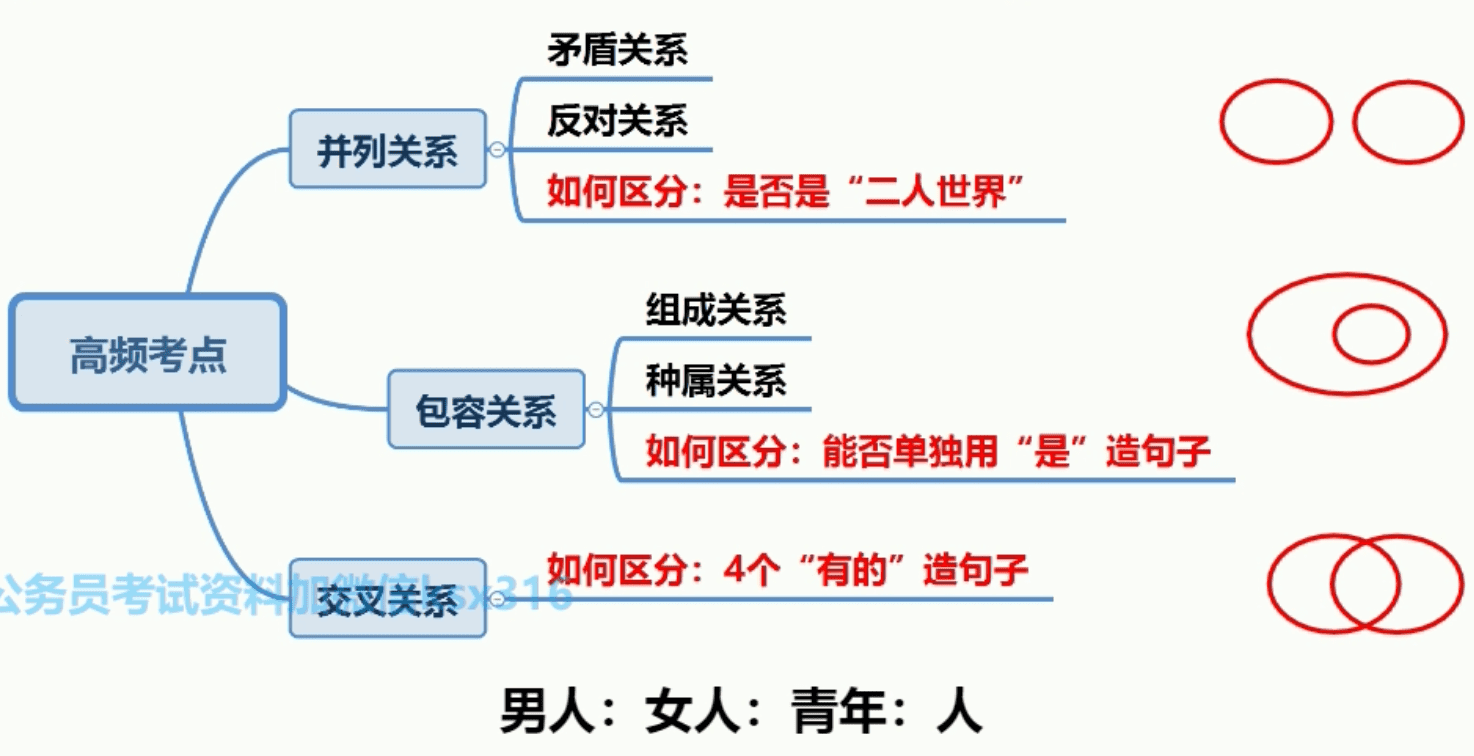 矛盾关系
反对关系
并列关系
如何区分：是否是“二人世界”
组成关系
高频考点
种属关系
包容关系
如何区分：能否单独用“是”造句子
如何区分：4个“有的”造句子
交叉关系
公务员考试资料加微信
男人：女人：青年：人